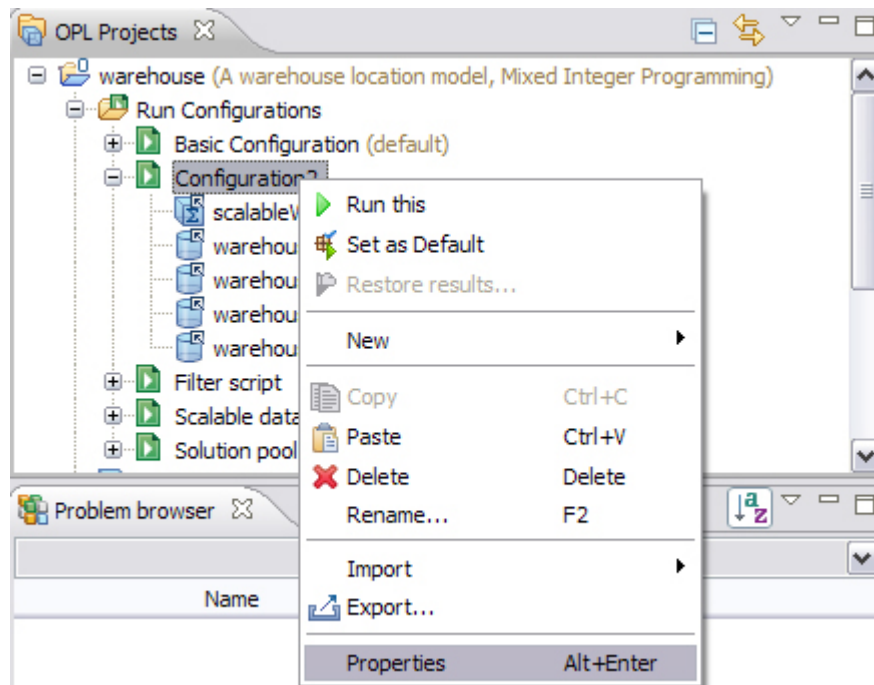 OPL Projects
warehouse (A warehouse location model, Mixed Integer Programming)
Run Configurations
Basic Configuration (default)
Configuration2
Run this
Set as Default
Restore results...
New
Filter script
Scalable data
Solution pool
Copy Ctrl+C
Paste Ctrl+V
Delete Delete
Rename... F2
Import
Export...
Properties Alt+Enter
Problem browser
Name